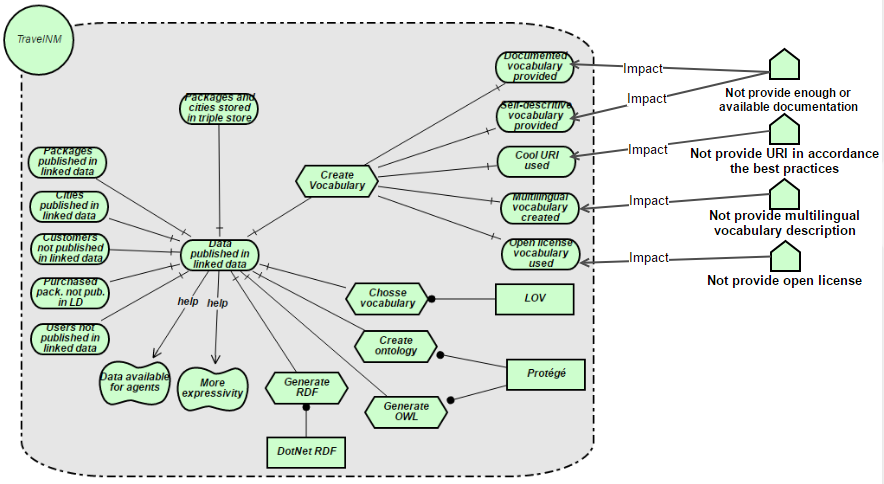 TravelNM
Documented
vocabulary
provided
Impact
Not provide enough or
available documentation
Packages and
cities stored
in triple store
Self-descritive
vocabulary
provided
Impact
Packages
published in
linked data
Create
Vocabulary
Cool URI
used
Impact
Not provide URI in accordance
the best practices
Cities
published in
linked data
Multilingual
vocabulary
created
Impact
Not provide multilingual
vocabulary description
Customers
not published
in linked data
Data
published in
linked data
Open license
vocabulary
used
Impact
Not provide open license
Purchased
pack. not pub.
in LD
help
help
Chosse
vocabulary
LOV
Users not
published in
linked data
Create
ontology
Data available
for agents
More
expressivity
Generate
RDF
Protégé
Generate
OWL
DotNet RDF